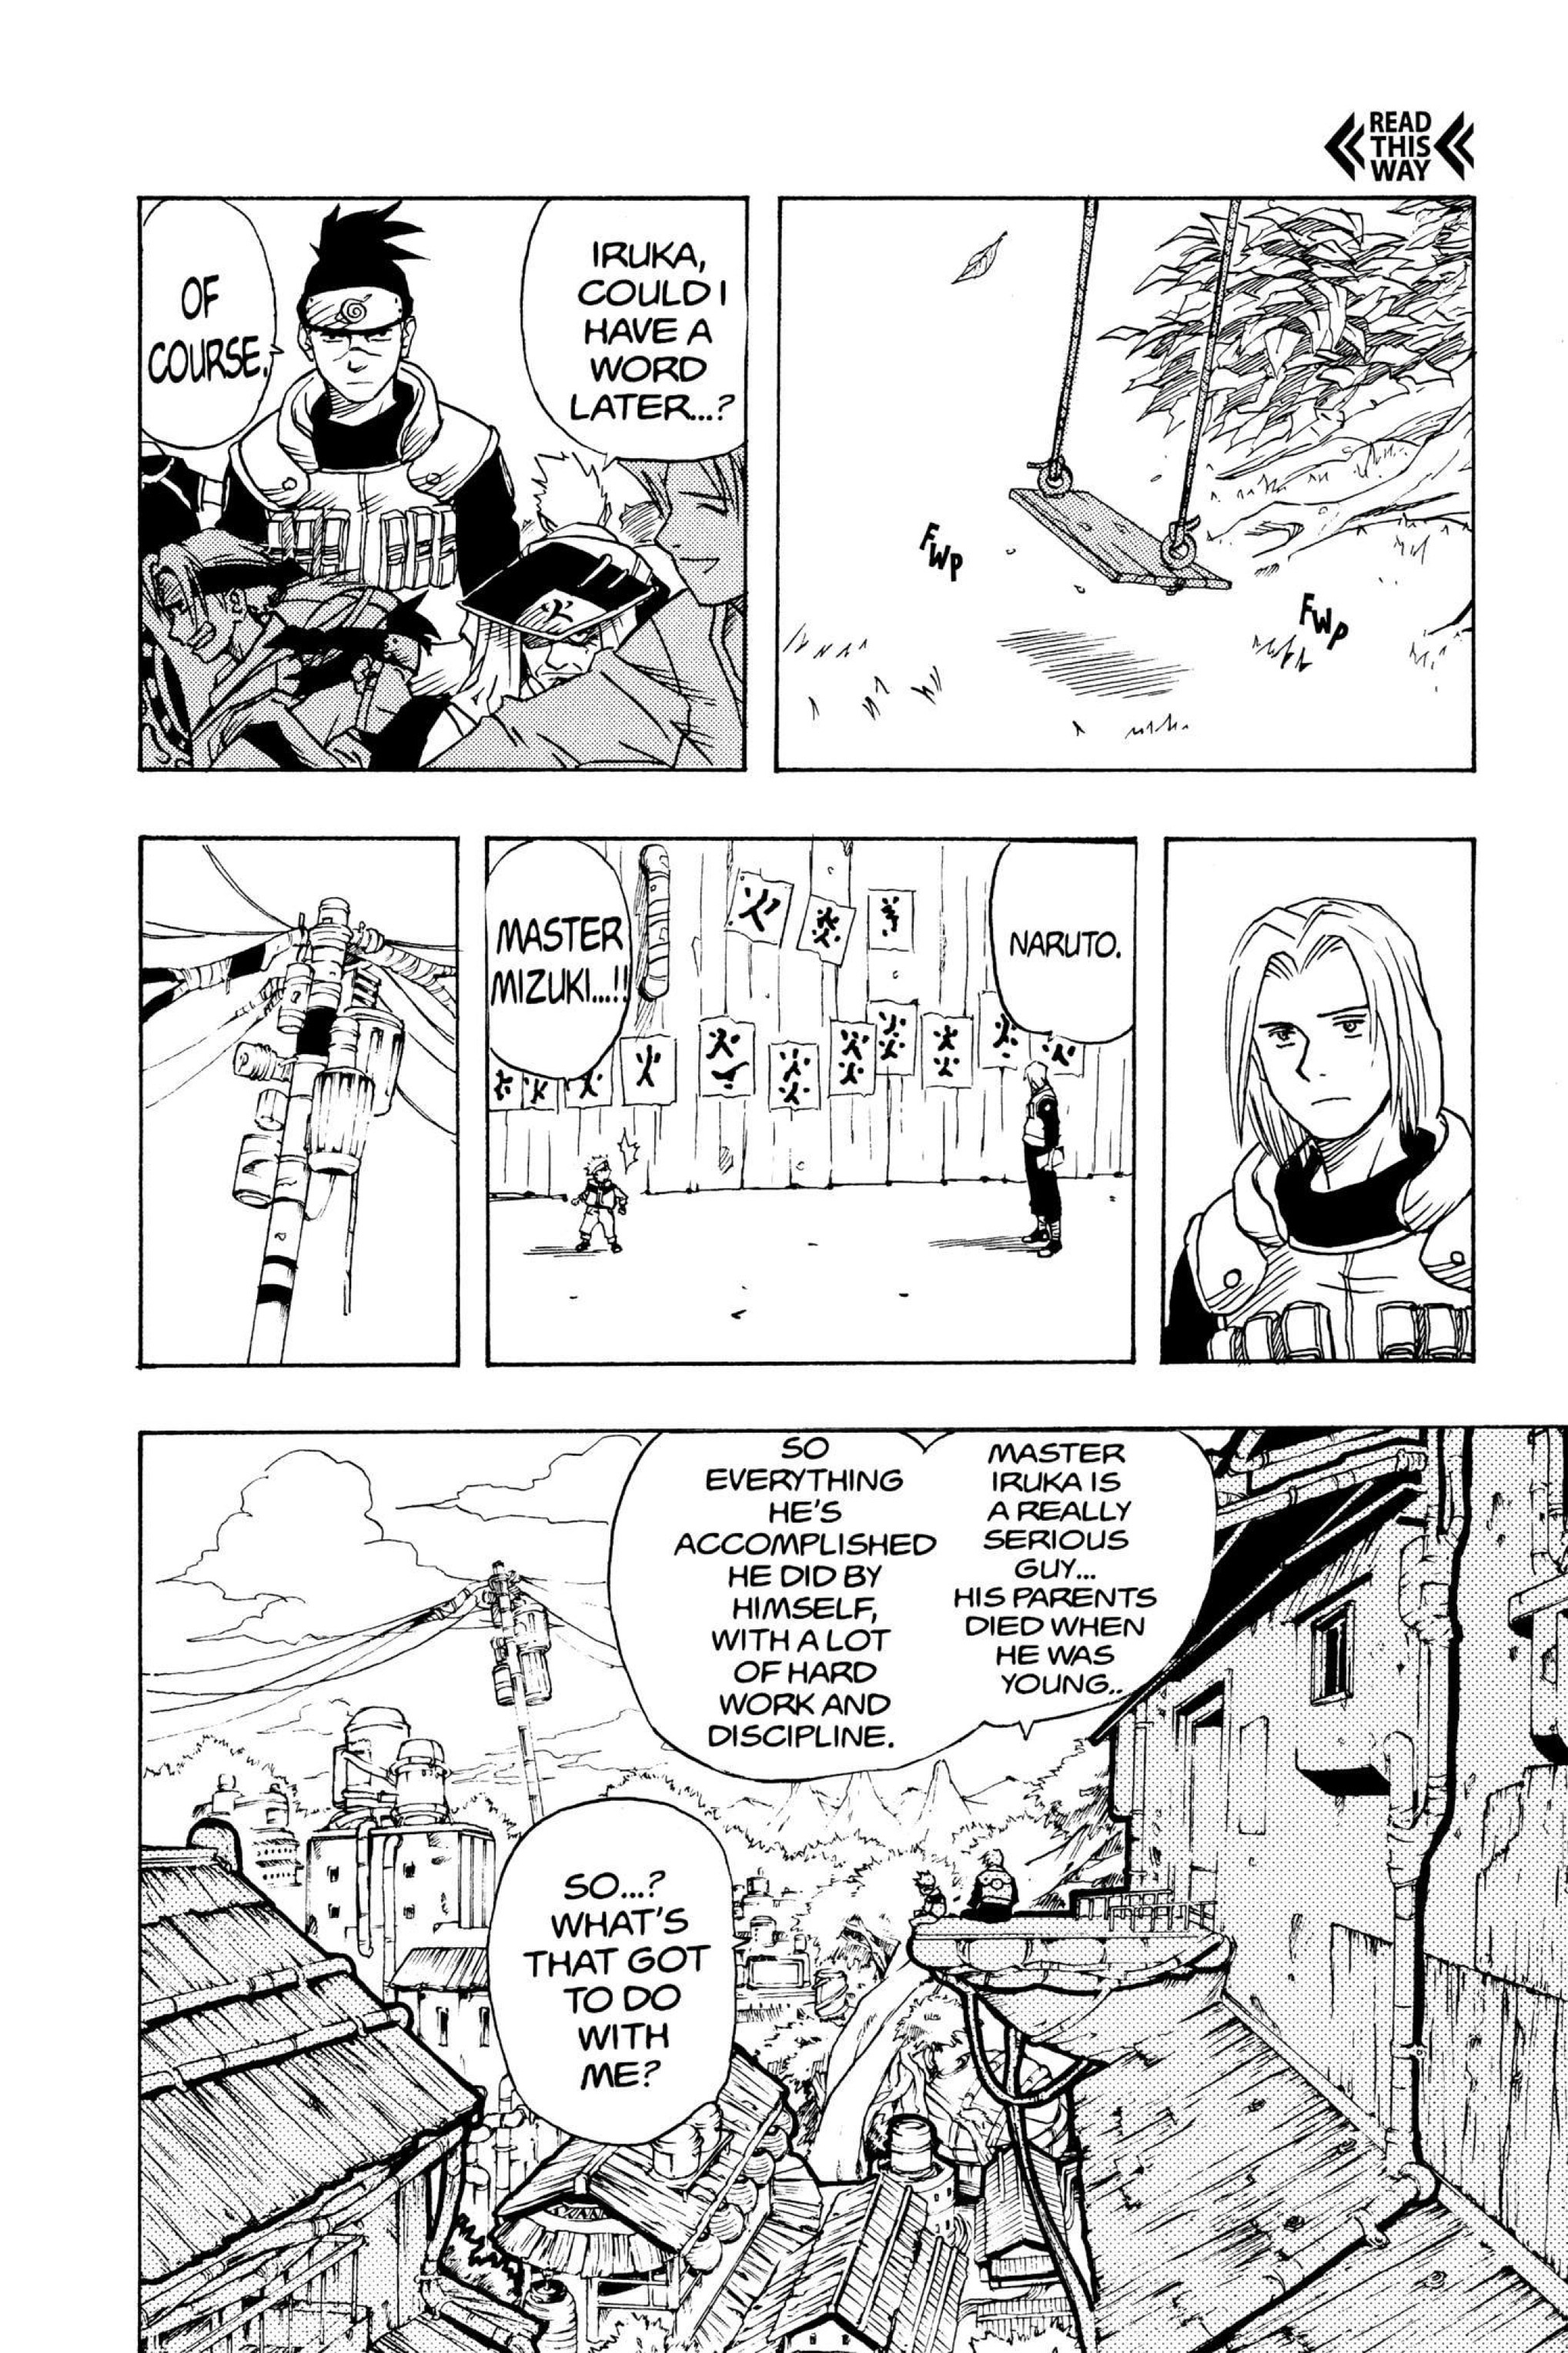 READ
THIS
WAY
FWP
FWP
IRUKA,
COULD I
HAVE A
WORD
LATER...?
OF
COURSE.
火
NARUTO.
MASTER
MIZUKI...!!
MASTER
IRUKA IS
A REALLY
SERIOUS
GUY...
HIS PARENTS
DIED WHEN
HE WAS
YOUNG..
SO
EVERYTHING
HE'S
ACCOMPLISHED
HE DID BY
HIMSELF,
WITH A LOT
OF HARD
WORK AND
DISCIPLINE.
SO...?
WHAT'S
THAT GOT
TO DO
WITH
ME?